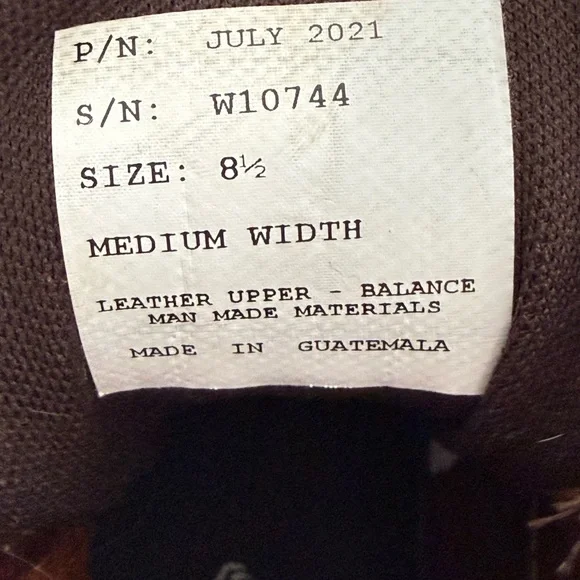 P/N: JULY 2021
S/N: W10744
SIZE: 8½
MEDIUM WIDTH
LEATHER UPPER - BALANCE
MAN MADE MATERIALS
MADE IN GUATEMALA